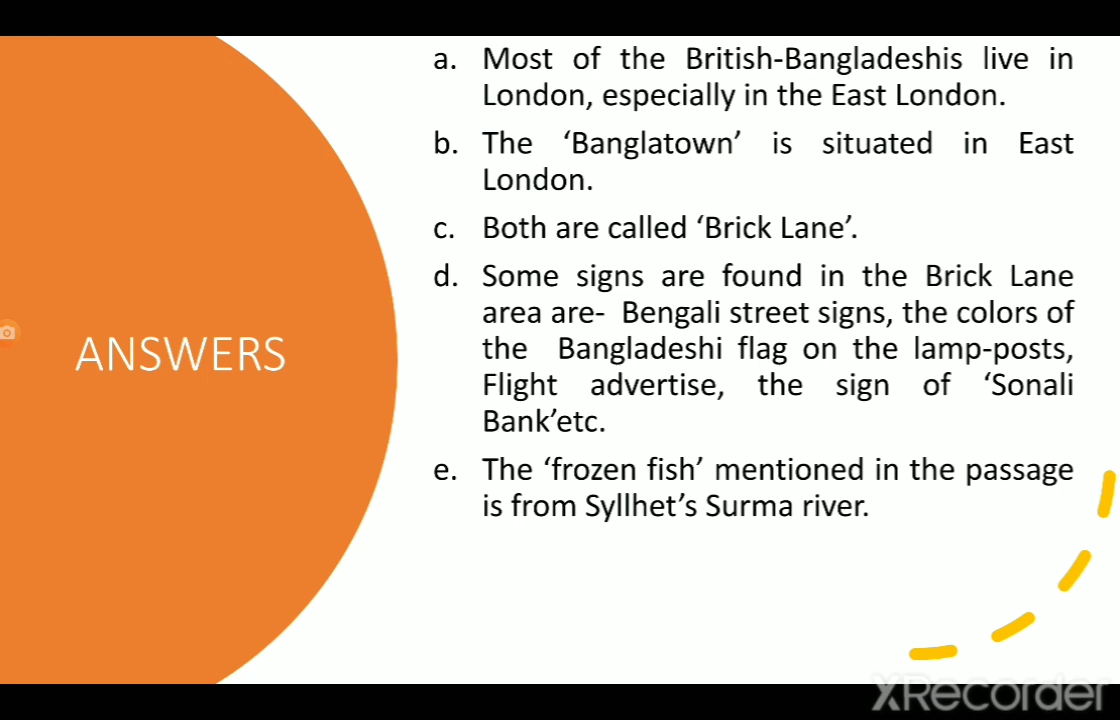 ANSWERS
a. Most of the British-Bangladeshis live in
London, especially in the East London.
b. The ‘Banglatown’ is situated in East
London.
c. Both are called ‘Brick Lane’.
d. Some signs are found in the Brick Lane
area are- Bengali street signs, the colors of
the Bangladeshi flag on the lamp-posts,
Flight advertise, the sign of ‘Sonali
Bank’etc.
e. The ‘frozen fish’ mentioned in the passage
is from Syllhet’s Surma river.
XRecorder